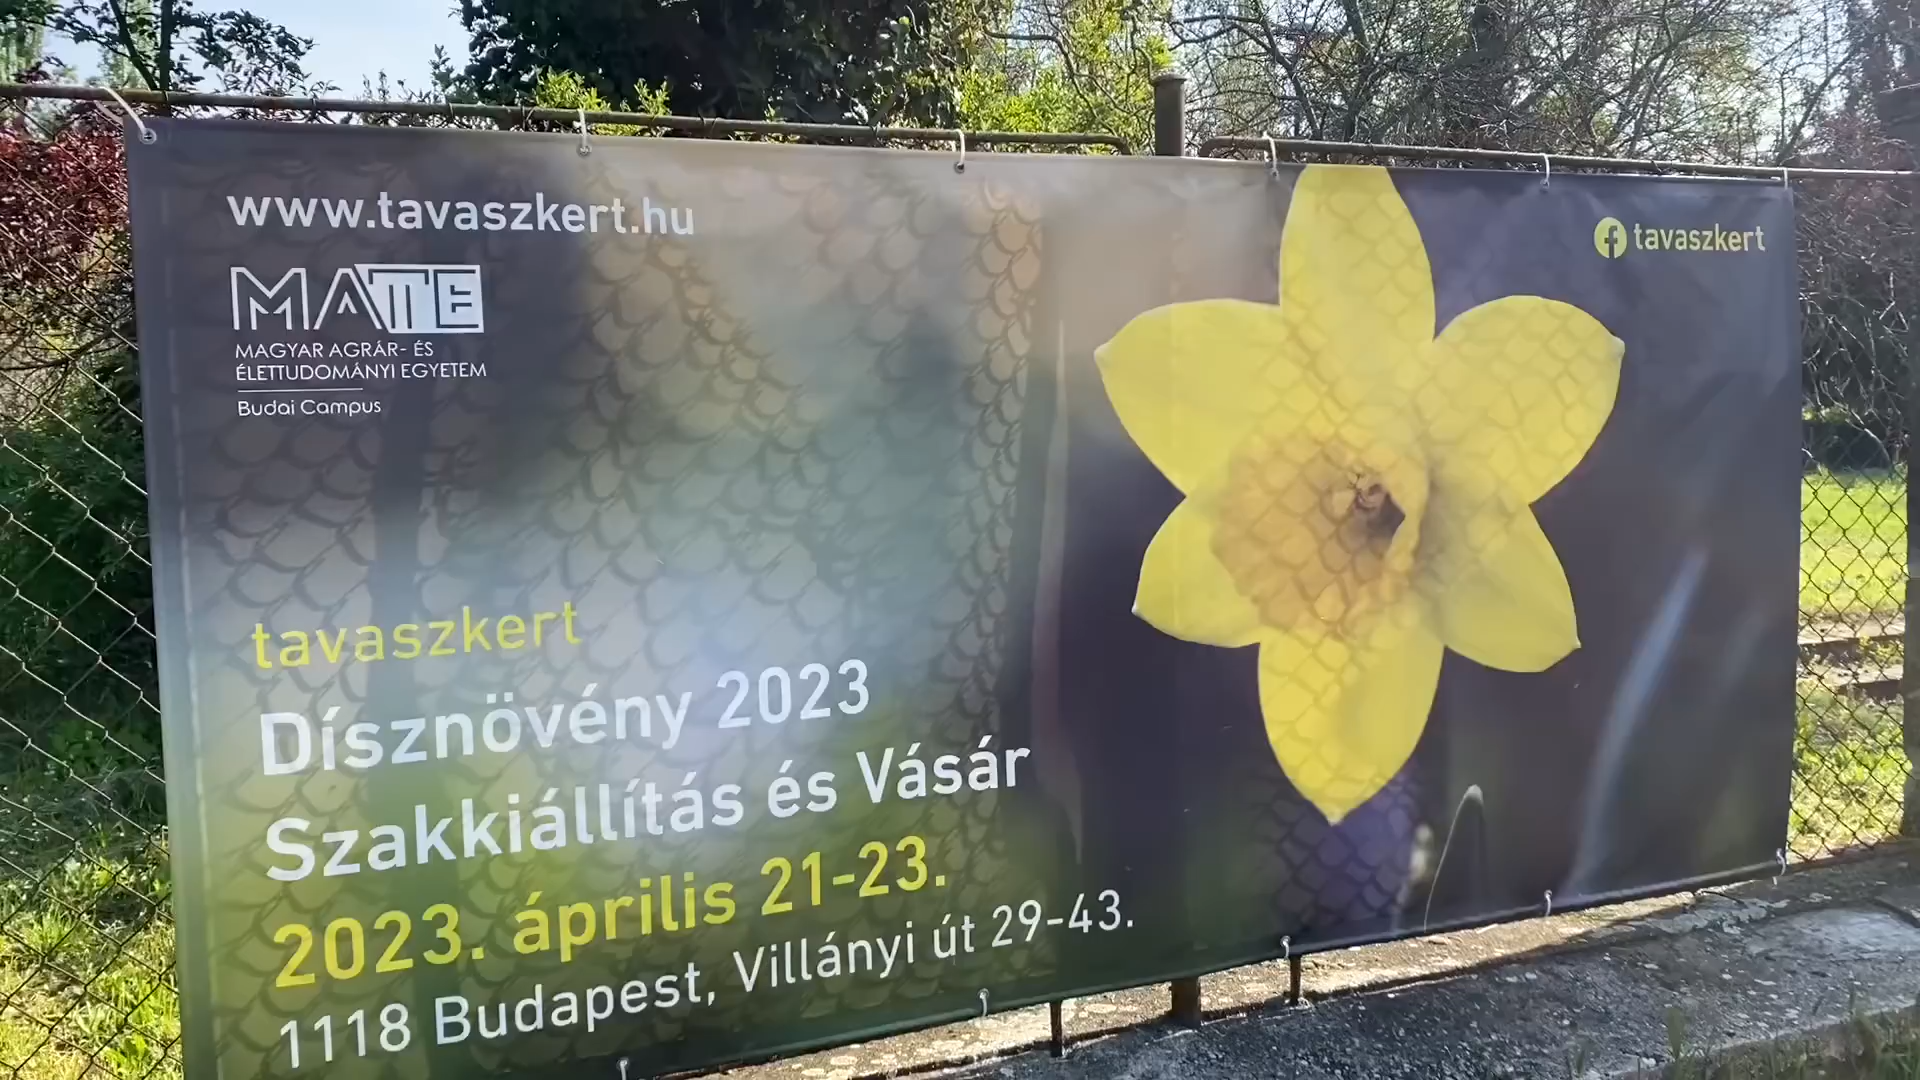 www.tavaszkert.hu
MATE
MAGYAR AGRÁR- ÉS
ÉLETTUDOMÁNYI EGYETEM
Budai Campus
tavaszkert
tavaszkert
Dísznövény 2023
Szakkiállítás és Vásár
2023. április 21-23.
1118 Budapest, Villányi út 29-43.